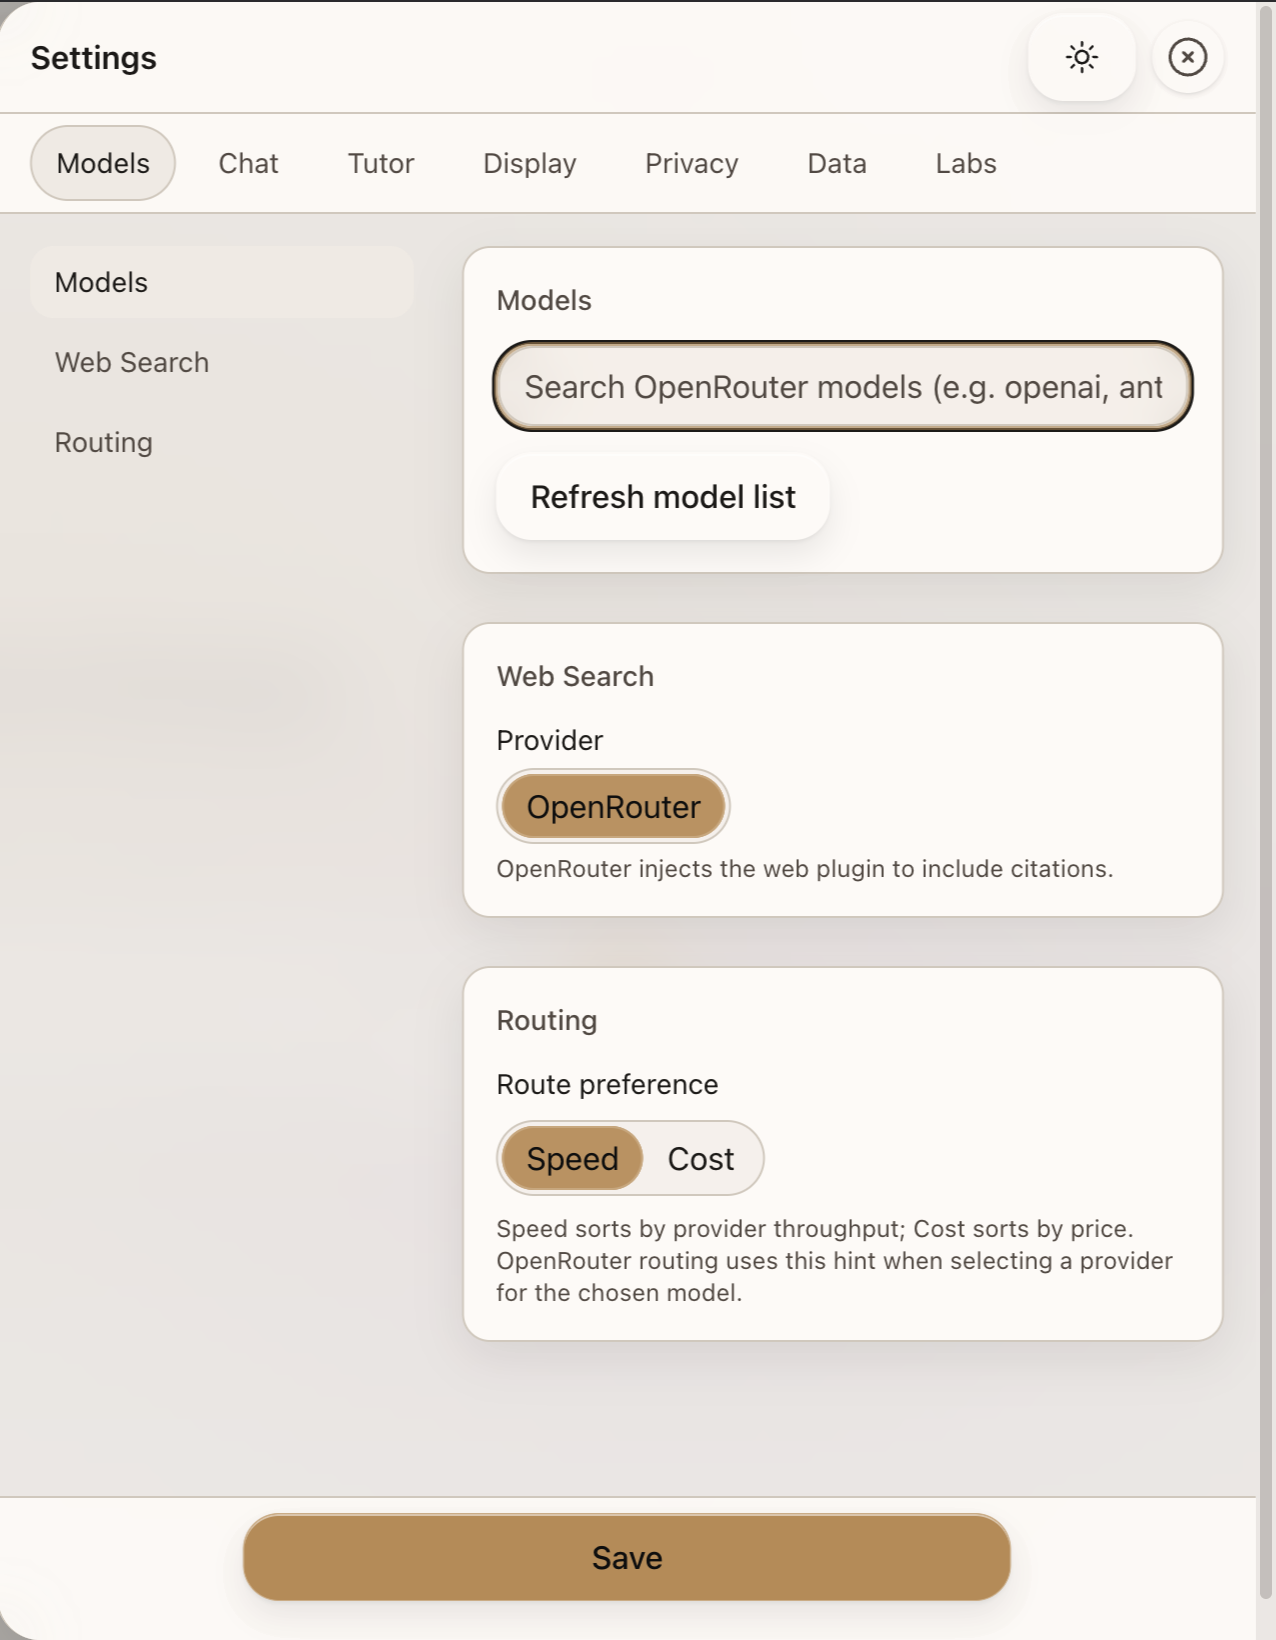 Settings
Models
Chat
Tutor
Display
Privacy
Data
Labs
Models
Web Search
Routing
Models
Search OpenRouter models (e.g. openai, ant
Refresh model list
Web Search
Provider
OpenRouter
OpenRouter injects the web plugin to include citations.
Routing
Route preference
Speed
Cost
Speed sorts by provider throughput; Cost sorts by price.
OpenRouter routing uses this hint when selecting a provider
for the chosen model.
Save